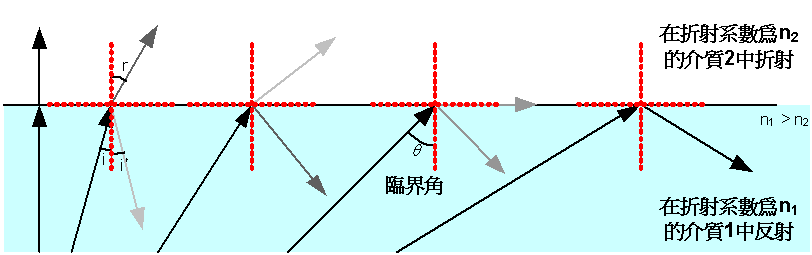 在折射系數爲n2
的介質2中折射
r
n1 > n2
i i'
θ
臨界角
在折射系數爲n1
的介質1中反射